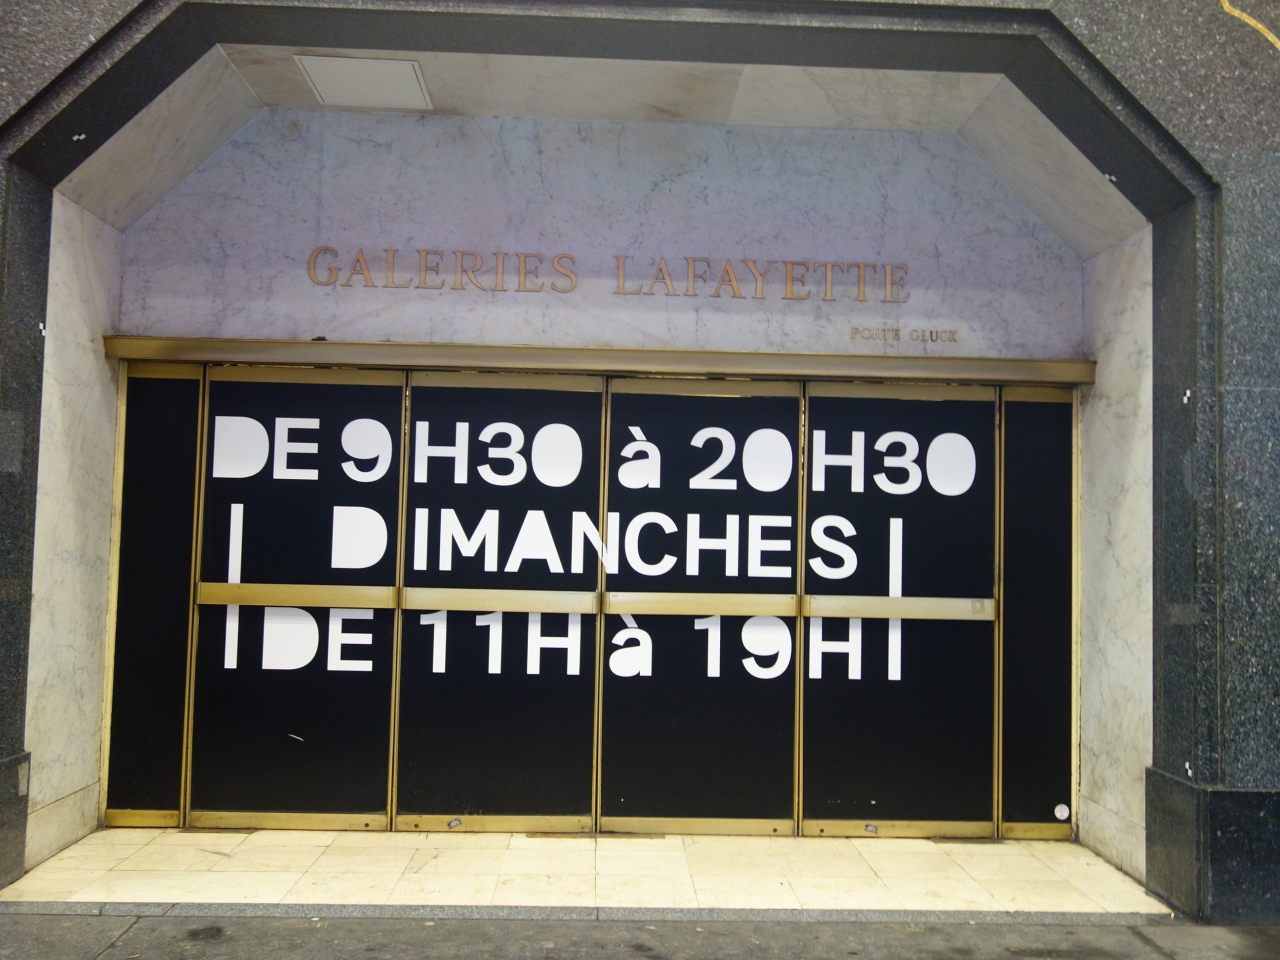 GALERIES LAFAYETTE
PORTE GLUCK
DE 9H30 à 20H30
| DIMANCHES |
| DE 11H à 19H |